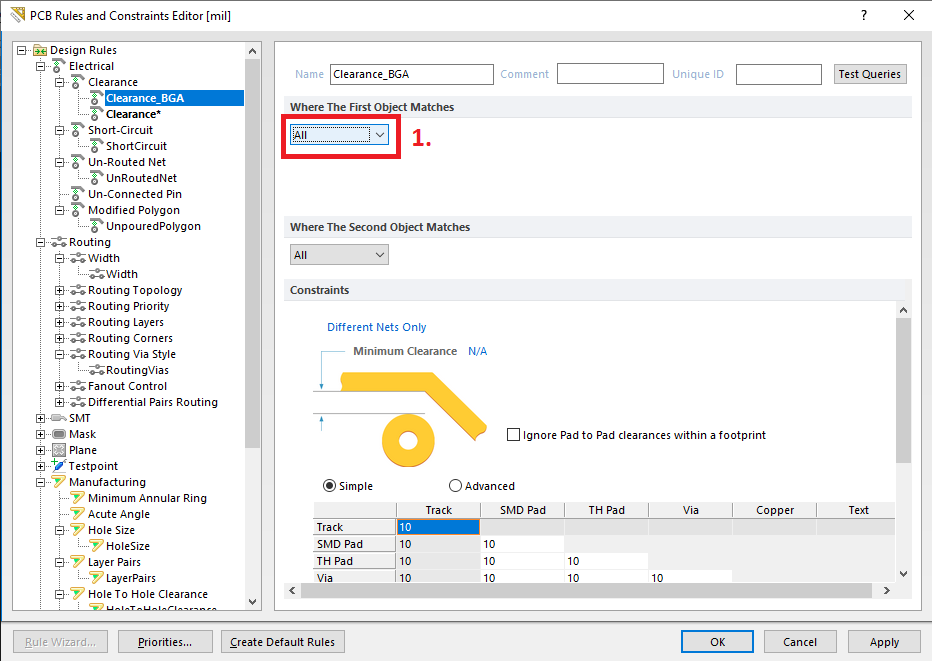 PCB Rules and Constraints Editor [mil]
?
Design Rules
Electrical
Clearance
Clearance_BGA
Clearance*
Short-Circuit
ShortCircuit
Un-Routed Net
UnRoutedNet
Un-Connected Pin
Modified Polygon
UnpouredPolygon
Routing
Width
Width
Routing Topology
Routing Priority
Routing Layers
Routing Corners
Routing Via Style
RoutingVias
Fanout Control
Differential Pairs Routing
SMT
Mask
Plane
Testpoint
Manufacturing
Minimum Annular Ring
Acute Angle
Hole Size
HoleSize
Layer Pairs
LayerPairs
Hole To Hole Clearance
HoleToHoleClearance
Name Clearance_BGA Comment Unique ID Test Queries
Where The First Object Matches
All 1.
Where The Second Object Matches
All
Constraints
Different Nets Only
Minimum Clearance N/A
Ignore Pad to Pad clearances within a footprint
Simple Advanced
Track SMD Pad TH Pad Via Copper Text
Track 10
SMD Pad 10 10
TH Pad 10 10 10
Via 10 10 10 10
Rule Wizard... Priorities... Create Default Rules OK Cancel Apply